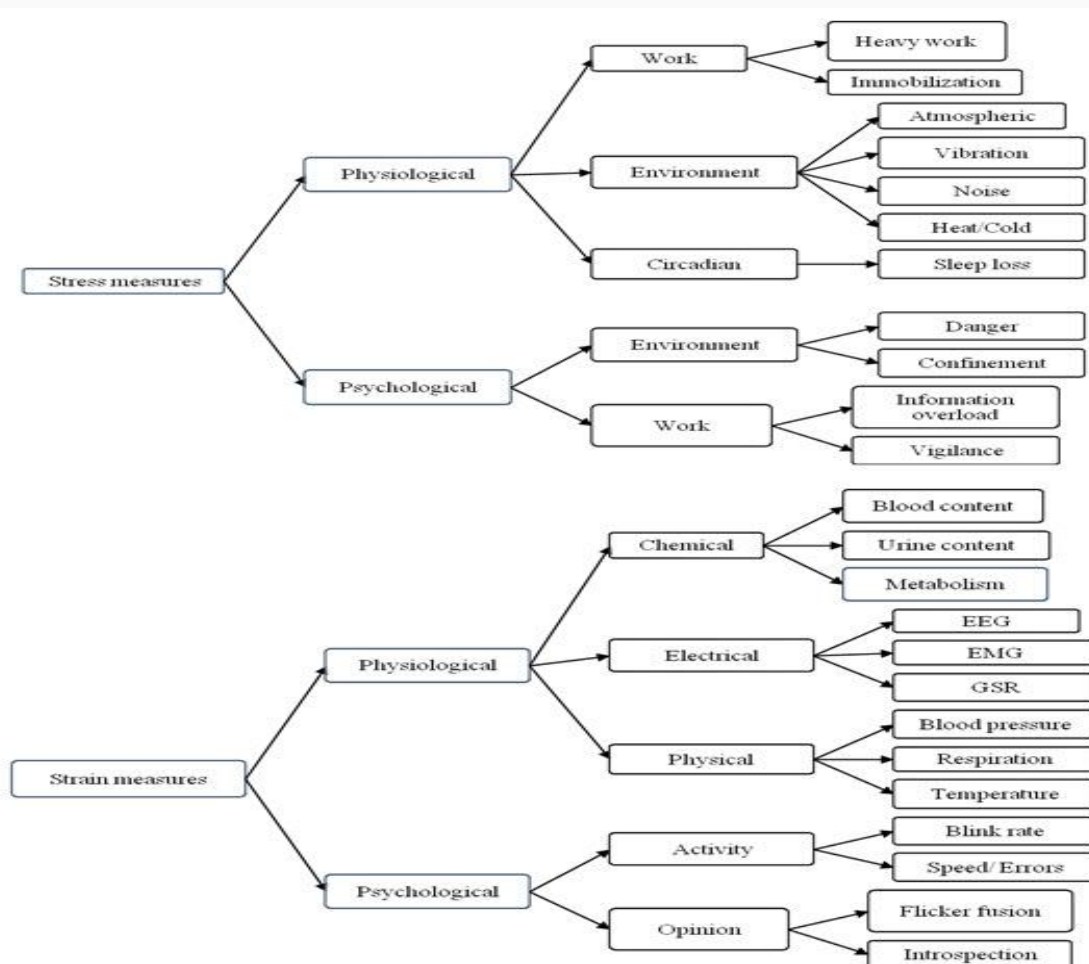 Heavy work
Work
Immobilization
Atmospheric
Vibration
Physiological
Environment
Noise
Heat/Cold
Circadian
Sleep loss
Stress measures
Danger
Environment
Confinement
Psychological
Information
overload
Work
Vigilance
Blood content
Chemical
Urine content
Metabolism
EEG
Physiological
Electrical
EMG
GSR
Blood pressure
Physical
Respiration
Strain measures
Temperature
Blink rate
Activity
Speed/ Errors
Psychological
Flicker fusion
Opinion
Introspection